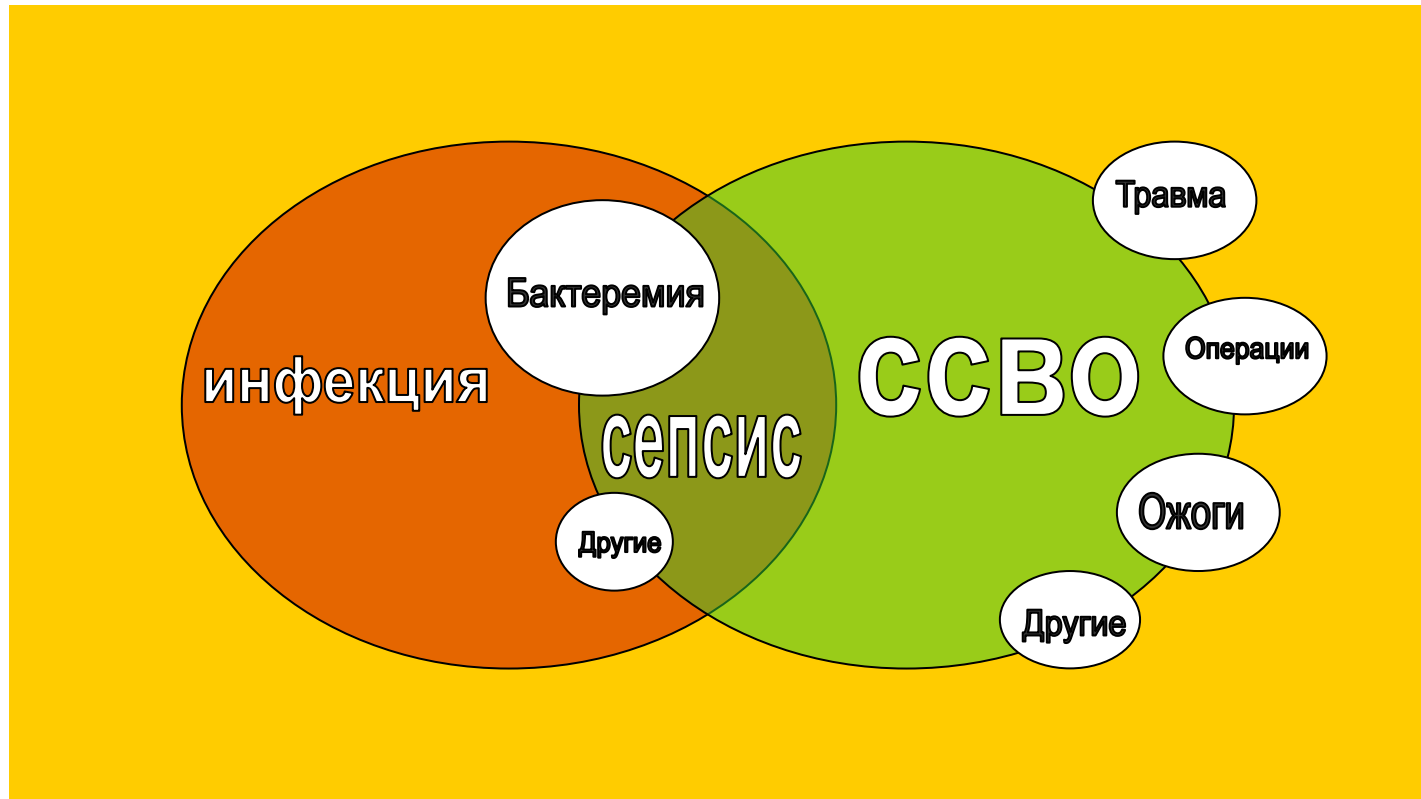 Травма
Бактеремия
Операции
инфекция
ССВО
сепсис
Ожоги
Другие
Другие